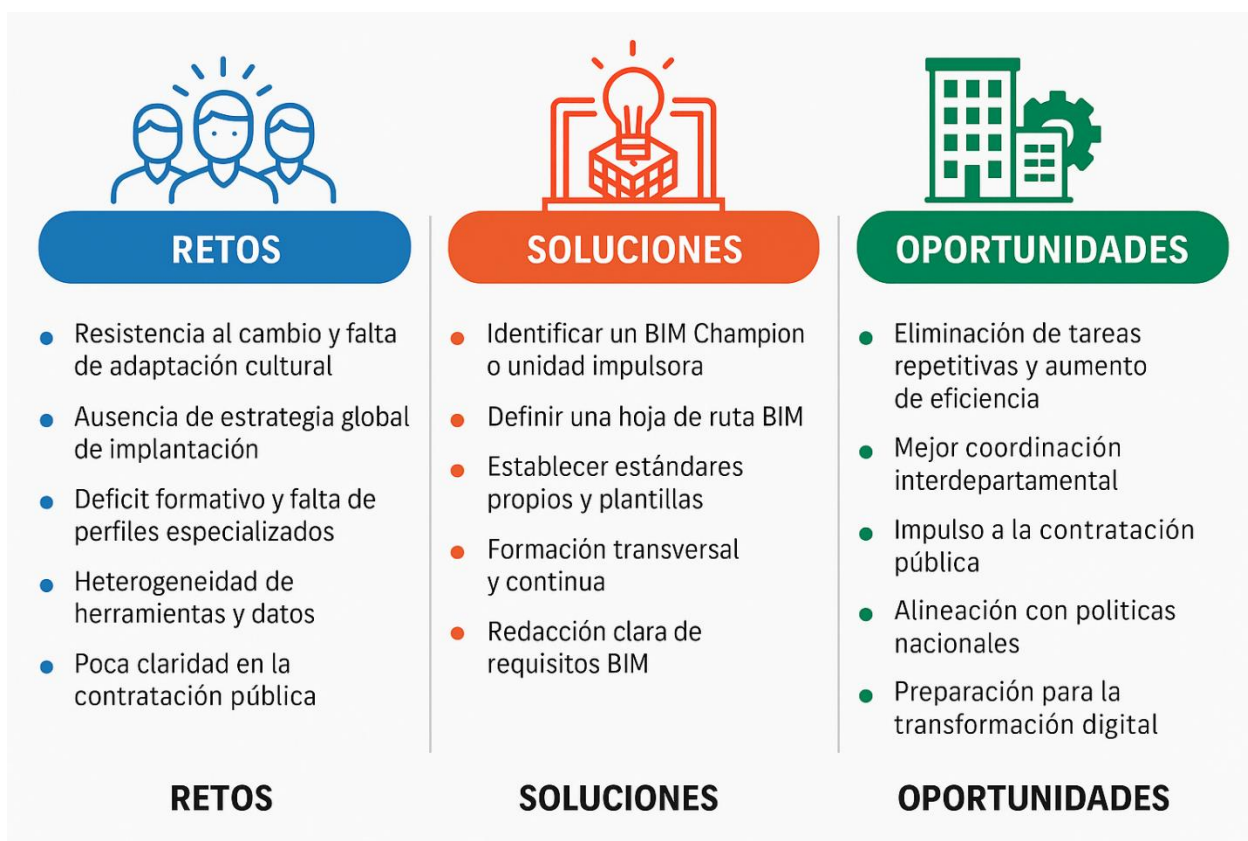 RETOS
Resistencia al cambio y falta
de adaptación cultural
Ausencia de estrategia global
de implantación
Deficit formativo y falta de
perfiles especializados
Heterogeneidad de
herramientas y datos
Poca claridad en la
contratación pública
RETOS
SOLUCIONES
Identificar un BIM Champion
o unidad impulsora
Definir una hoja de ruta BIM
Establecer estándares
propios y plantillas
Formación transversal
y continua
Redacción clara de
requisitos BIM
SOLUCIONES
OPORTUNIDADES
Eliminación de tareas
repetitivas y aumento
de eficiencia
Mejor coordinación
interdepartamental
Impulso a la contratación
pública
Alineación con politicas
nacionales
Preparación para la
transformación digital
OPORTUNIDADES